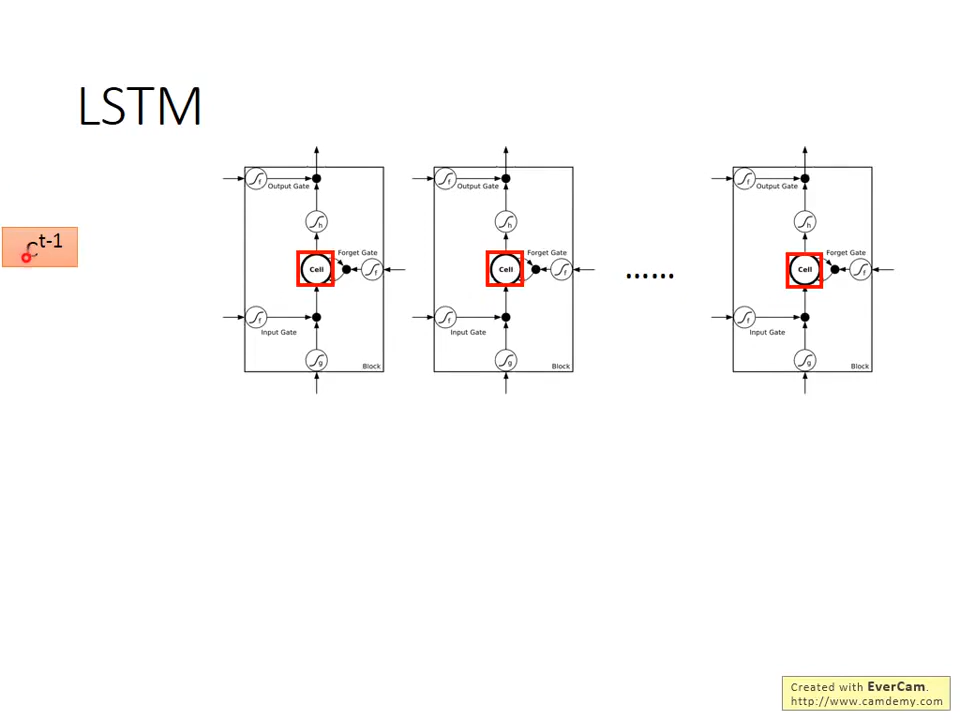 LSTM
c t-1
Output Gate
h
Cell
Forget Gate
f
Input Gate
g
Block
f
f
Output Gate
h
Cell
Forget Gate
f
Input Gate
g
Block
f
f
......
Output Gate
h
Cell
Forget Gate
f
Input Gate
g
Block
f
f
Created with EverCam.
http://www.camdemy.com